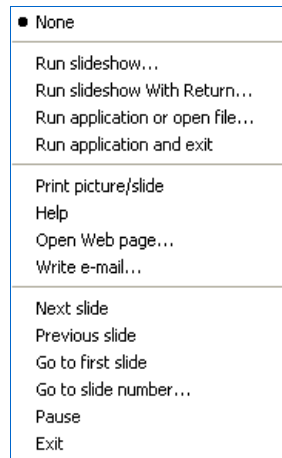 None
Run slideshow...
Run slideshow With Return...
Run application or open file...
Run application and exit
Print picture/slide
Help
Open Web page...
Write e-mail...
Next slide
Previous slide
Go to first slide
Go to slide number...
Pause
Exit